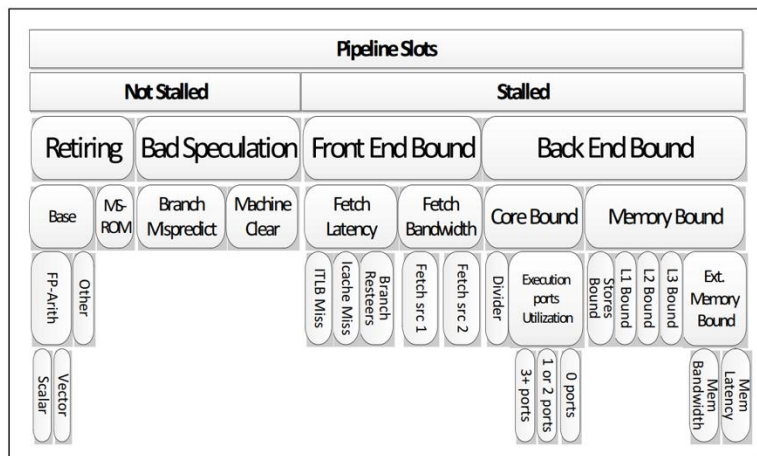 Pipeline Slots
Not Stalled
Stalled
Retiring
Bad Speculation
Front End Bound
Back End Bound
Base
MS-
ROM
Branch
Mispredict
Machine
Clear
Fetch
Latency
Fetch
Bandwidth
Core Bound
Memory Bound
FP-Arith
Other
ITLB Miss
Icache Miss
Branch
Resteers
Fetch src 1
Fetch src 2
Divider
Execution
ports
Utilization
Stores
Bound
L1 Bound
L2 Bound
L3 Bound
Ext.
Memory
Bound
Scalar
Vector
3+ ports
1 or 2 ports
0 ports
Mem
Bandwidth
Mem
Latency